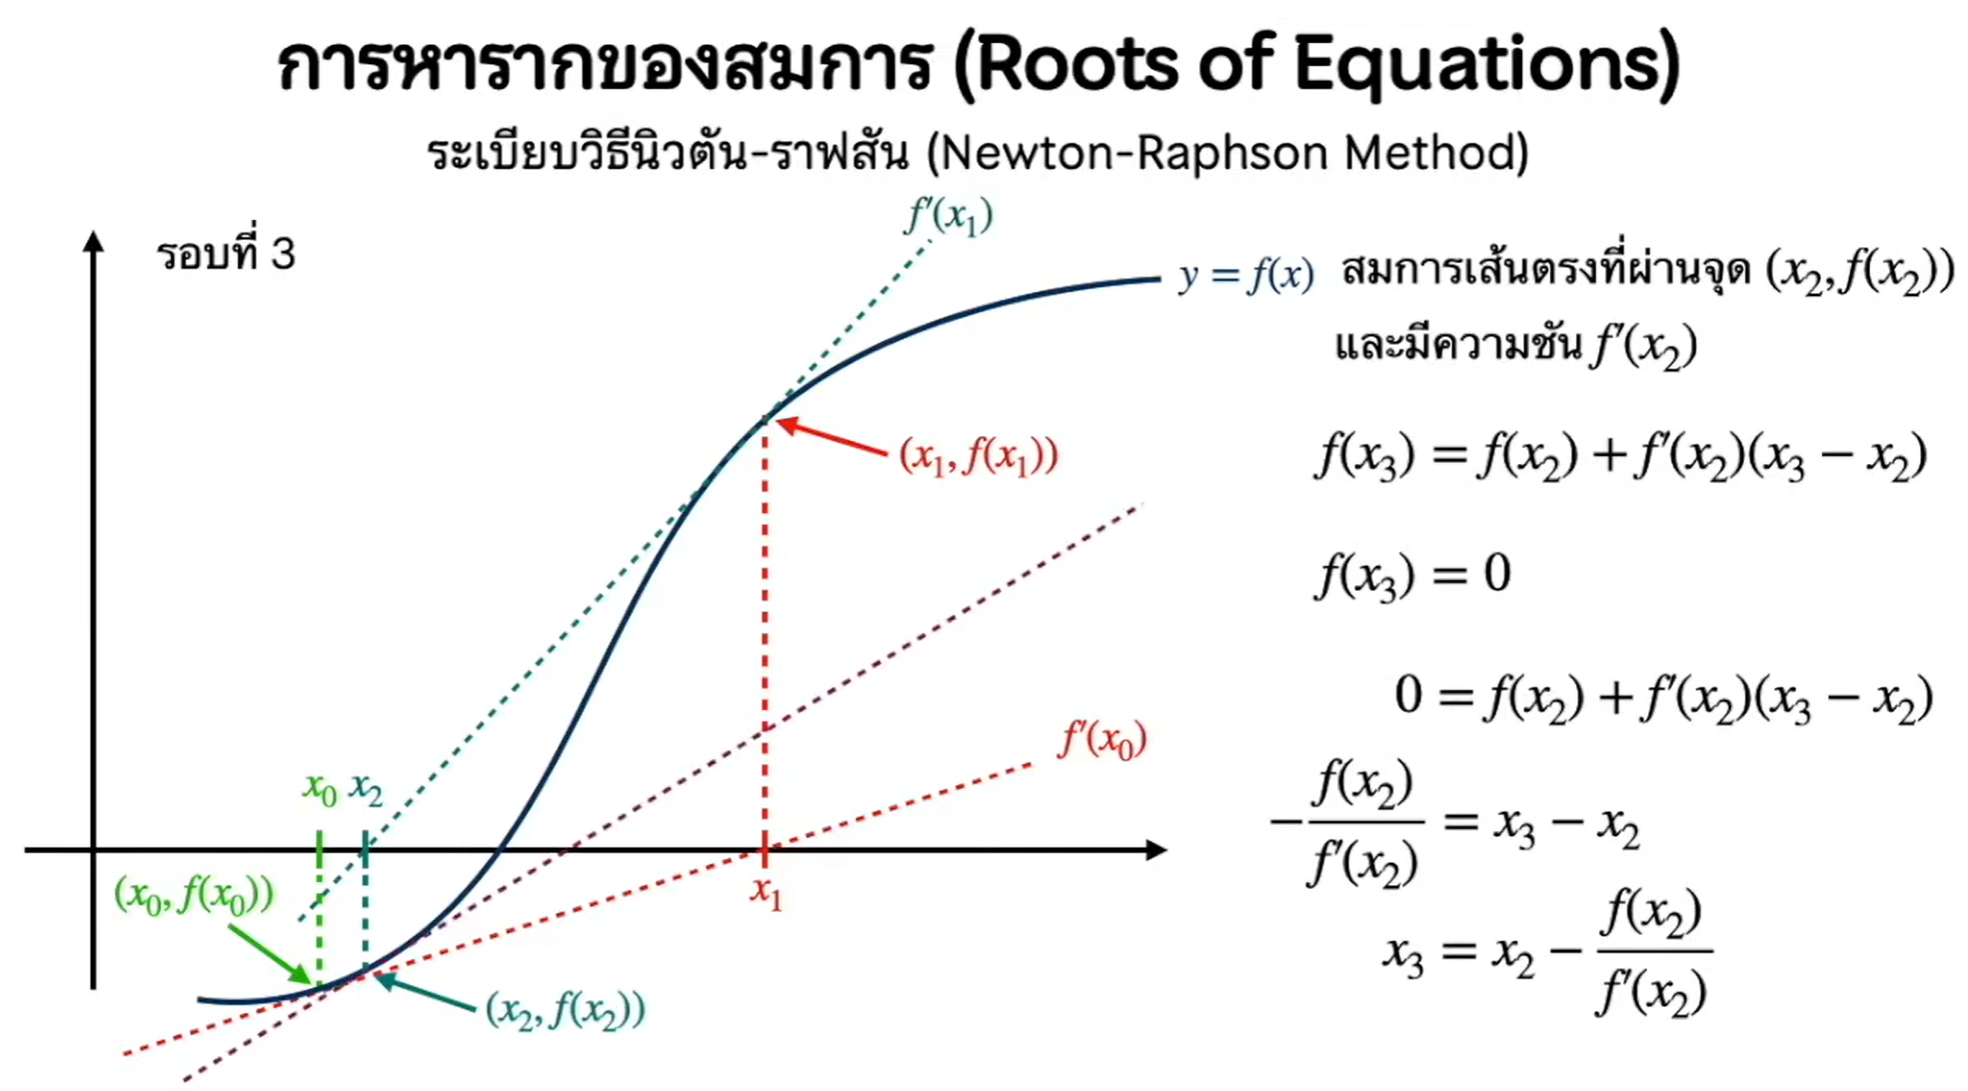 การหารากของสมการ (Roots of Equations)
ระเบียบวิธีนิวตัน-ราฟสัน (Newton-Raphson Method)
รอบที่ 3
f′(x₁)
y = f(x)
(x₁, f(x₁))
f′(x₀)
x₀ x₂
x₁
(x₀, f(x₀))
(x₂, f(x₂))
สมการเส้นตรงที่ผ่านจุด (x₂, f(x₂))
และมีความชัน f′(x₂)
f(x₃) = f(x₂) + f′(x₂)(x₃ − x₂)
f(x₃) = 0
0 = f(x₂) + f′(x₂)(x₃ − x₂)
−f(x₂)/f′(x₂) = x₃ − x₂
x₃ = x₂ − f(x₂)/f′(x₂)